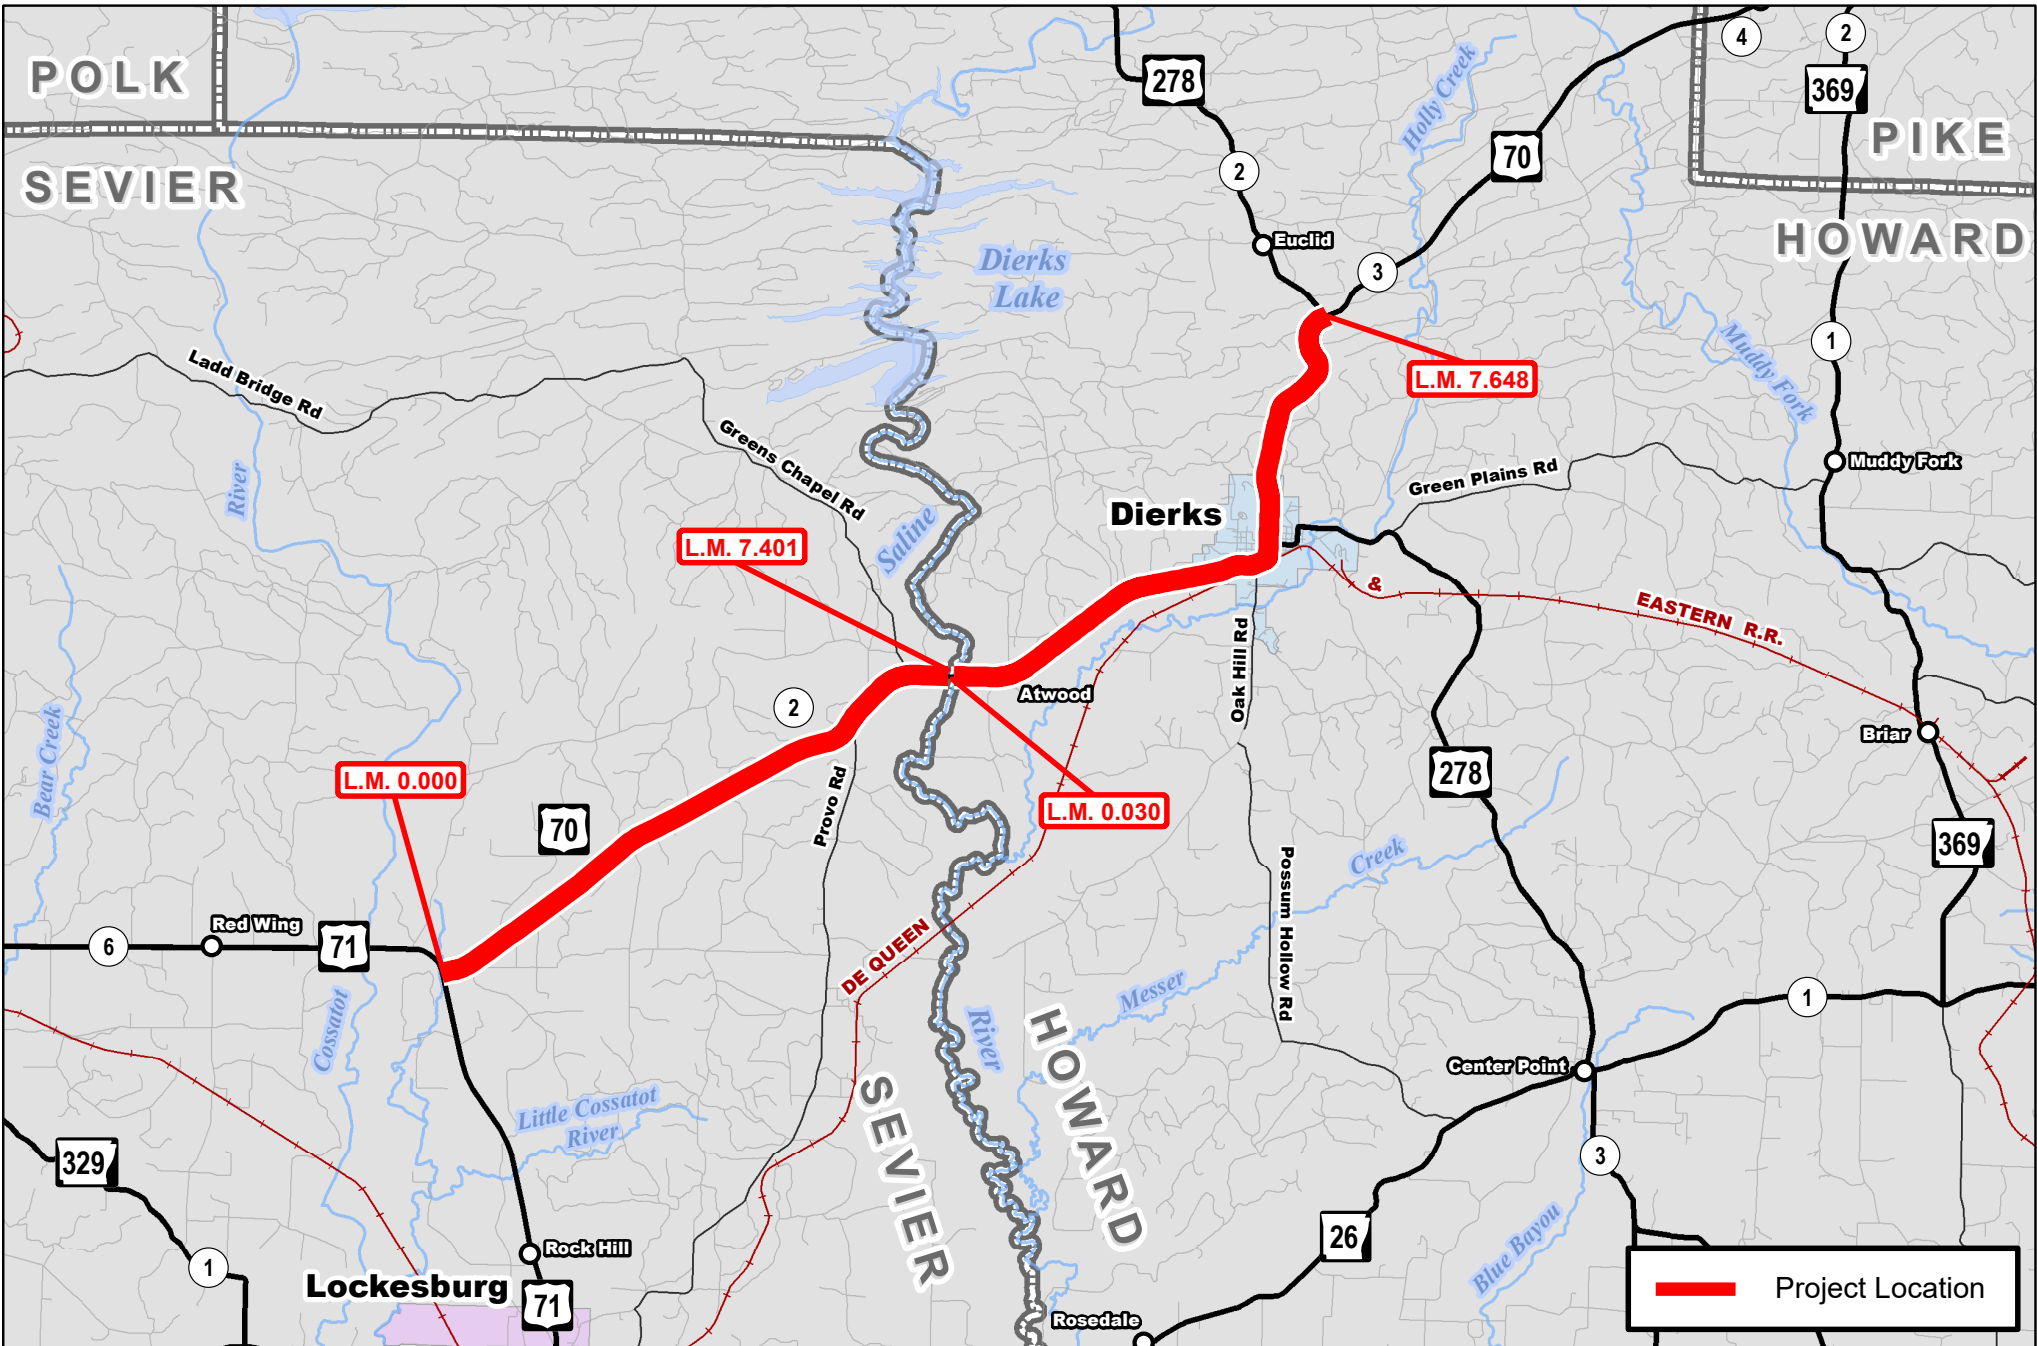 POLK
278
4
2
369
Holly Creek
70
PIKE
SEVIER
2
HOWARD
Euclid
Dierks
Lake
3
1
Muddy Fork
Ladd Bridge Rd
L.M. 7.648
Greens Chapel Rd
Muddy Fork
River
Green Plains Rd
Dierks
Saline
L.M. 7.401
&
EASTERN R.R.
Oak Hill Rd
Atwood
2
Bear Creek
Briar
L.M. 0.000
278
70
Provo Rd
L.M. 0.030
369
Creek
Possum Hollow Rd
Red Wing
6
71
DE QUEEN
Messer
1
Cossatot
River
HOWARD
Center Point
Little Cossatot
River
SEVIER
329
3
26
Blue Bayou
1
Rock Hill
Lockesburg
71
Rosedale
Project Location